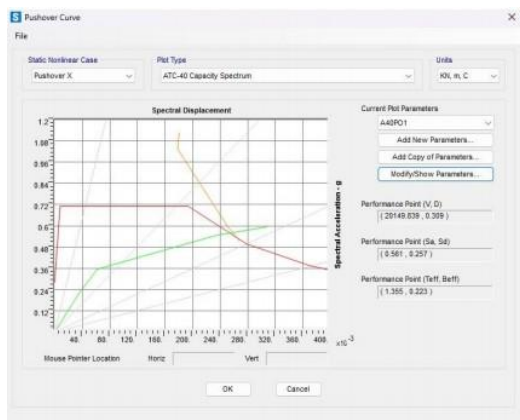 Pushover Curve
File
Static Nonlinear Case
Plot Type
Units
Pushover X
ATC-40 Capacity Spectrum
KN, m, C
Spectral Displacement
Current Plot Parameters
A40PO1
Add New Parameters...
Add Copy of Parameters...
Modify/Show Parameters...
Performance Point (V, D)
( 20149.839 , 0.309 )
Performance Point (Sa, Sd)
( 0.561 , 0.257 )
Performance Point (Teff, Beff)
( 1.355 , 0.223 )
1.2
1.08
0.96
0.84
0.72
0.6
0.48
0.36
0.24
0.12
Spectral Acceleration - g
40. 80. 120. 160. 200. 240. 280. 320. 360. 400. x10 -3
Mouse Pointer Location Horiz Vert
OK Cancel